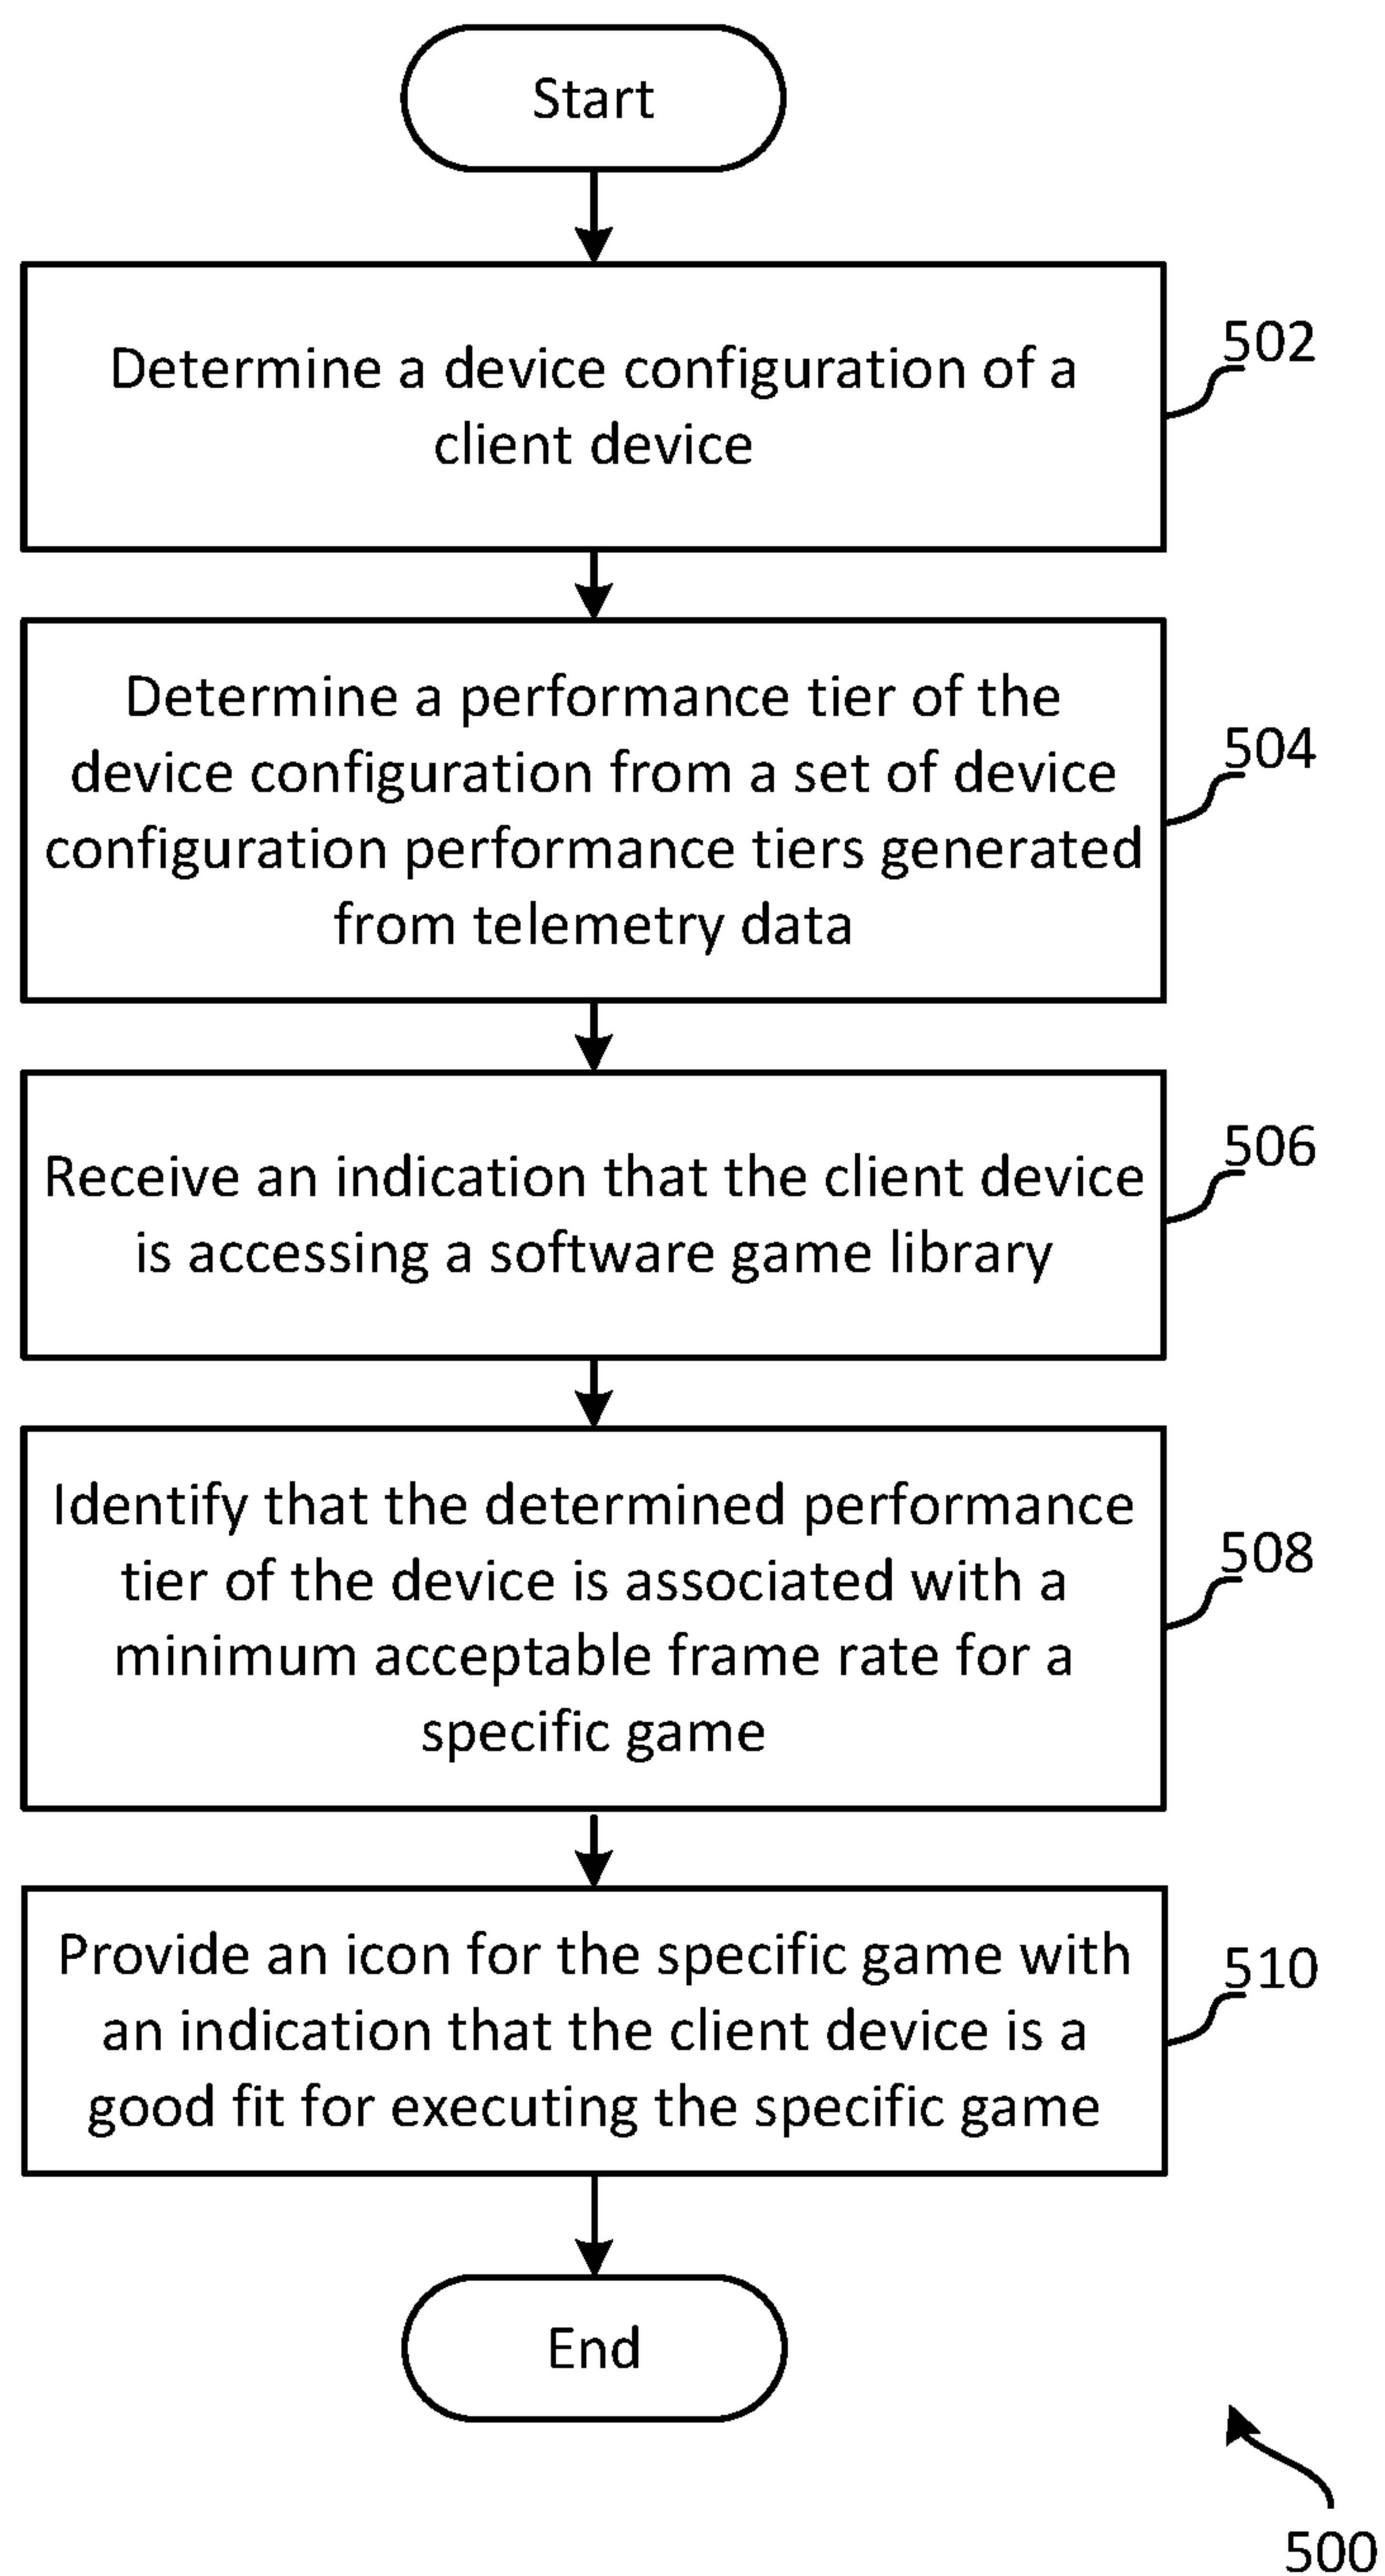 Start
Determine a device configuration of a
client device
502
Determine a performance tier of the
device configuration from a set of device
configuration performance tiers generated
from telemetry data
504
Receive an indication that the client device
is accessing a software game library
506
Identify that the determined performance
tier of the device is associated with a
minimum acceptable frame rate for a
specific game
508
Provide an icon for the specific game with
an indication that the client device is a
good fit for executing the specific game
510
End
500